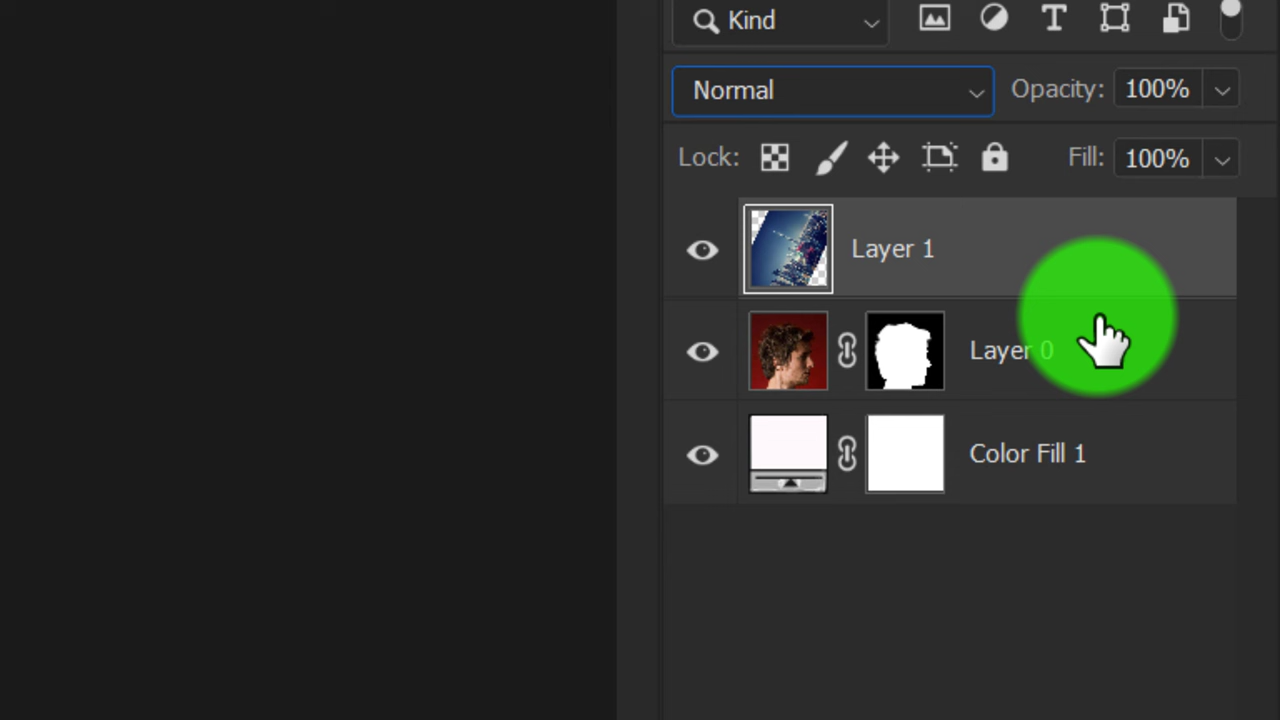 Kind
Normal Opacity: 100%
Lock: Fill: 100%
Layer 1
Layer 0
Color Fill 1